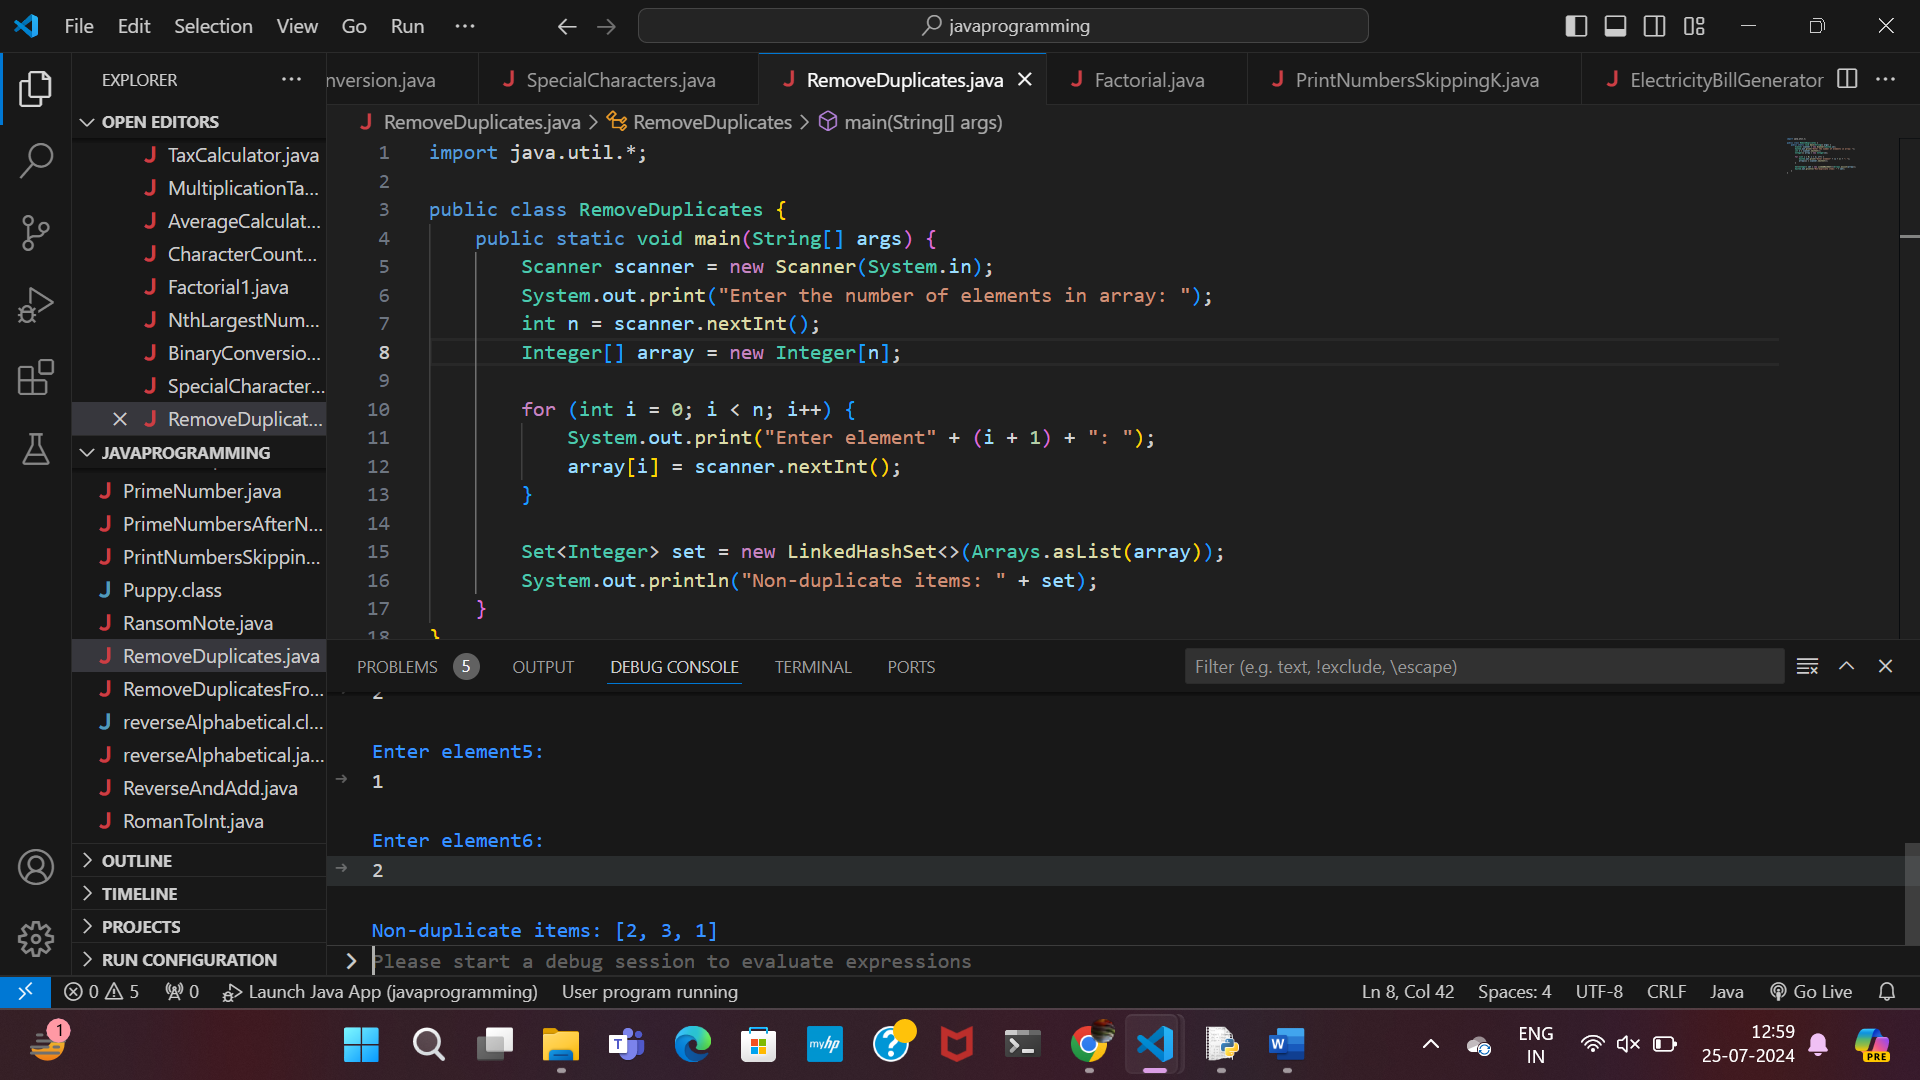 File Edit Selection View Go Run ...
javaprogramming
EXPLORER
nversion.java SpecialCharacters.java RemoveDuplicates.java Factorial.java PrintNumbersSkippingK.java ElectricityBillGenerator
OPEN EDITORS
TaxCalculator.java
MultiplicationTa...
AverageCalculat...
CharacterCount...
Factorial1.java
NthLargestNum...
BinaryConversio...
SpecialCharacter...
RemoveDuplicat...
JAVAPROGRAMMING
PrimeNumber.java
PrimeNumbersAfterN...
PrintNumbersSkippin...
Puppy.class
RansomNote.java
RemoveDuplicates.java
RemoveDuplicatesFro...
reverseAlphabetical.cl...
reverseAlphabetical.ja...
ReverseAndAdd.java
RomanToInt.java
OUTLINE
TIMELINE
PROJECTS
RUN CONFIGURATION
RemoveDuplicates.java > RemoveDuplicates > main(String[] args)
1 import java.util.*;
2
3 public class RemoveDuplicates {
4 public static void main(String[] args) {
5 Scanner scanner = new Scanner(System.in);
6 System.out.print("Enter the number of elements in array: ");
7 int n = scanner.nextInt();
8 Integer[] array = new Integer[n];
9
10 for (int i = 0; i < n; i++) {
11 System.out.print("Enter element" + (i + 1) + ": ");
12 array[i] = scanner.nextInt();
13 }
14
15 Set<Integer> set = new LinkedHashSet<>(Arrays.asList(array));
16 System.out.println("Non-duplicate items: " + set);
17 }
18 }
PROBLEMS 5 OUTPUT DEBUG CONSOLE TERMINAL PORTS Filter (e.g. text, !exclude, \escape)
2
Enter element5:
1
Enter element6:
2
Non-duplicate items: [2, 3, 1]
Please start a debug session to evaluate expressions
0 5 0 Launch Java App (javaprogramming) User program running Ln 8, Col 42 Spaces: 4 UTF-8 CRLF Java Go Live
1
myhp
W
ENG
IN
12:59
25-07-2024
PRE